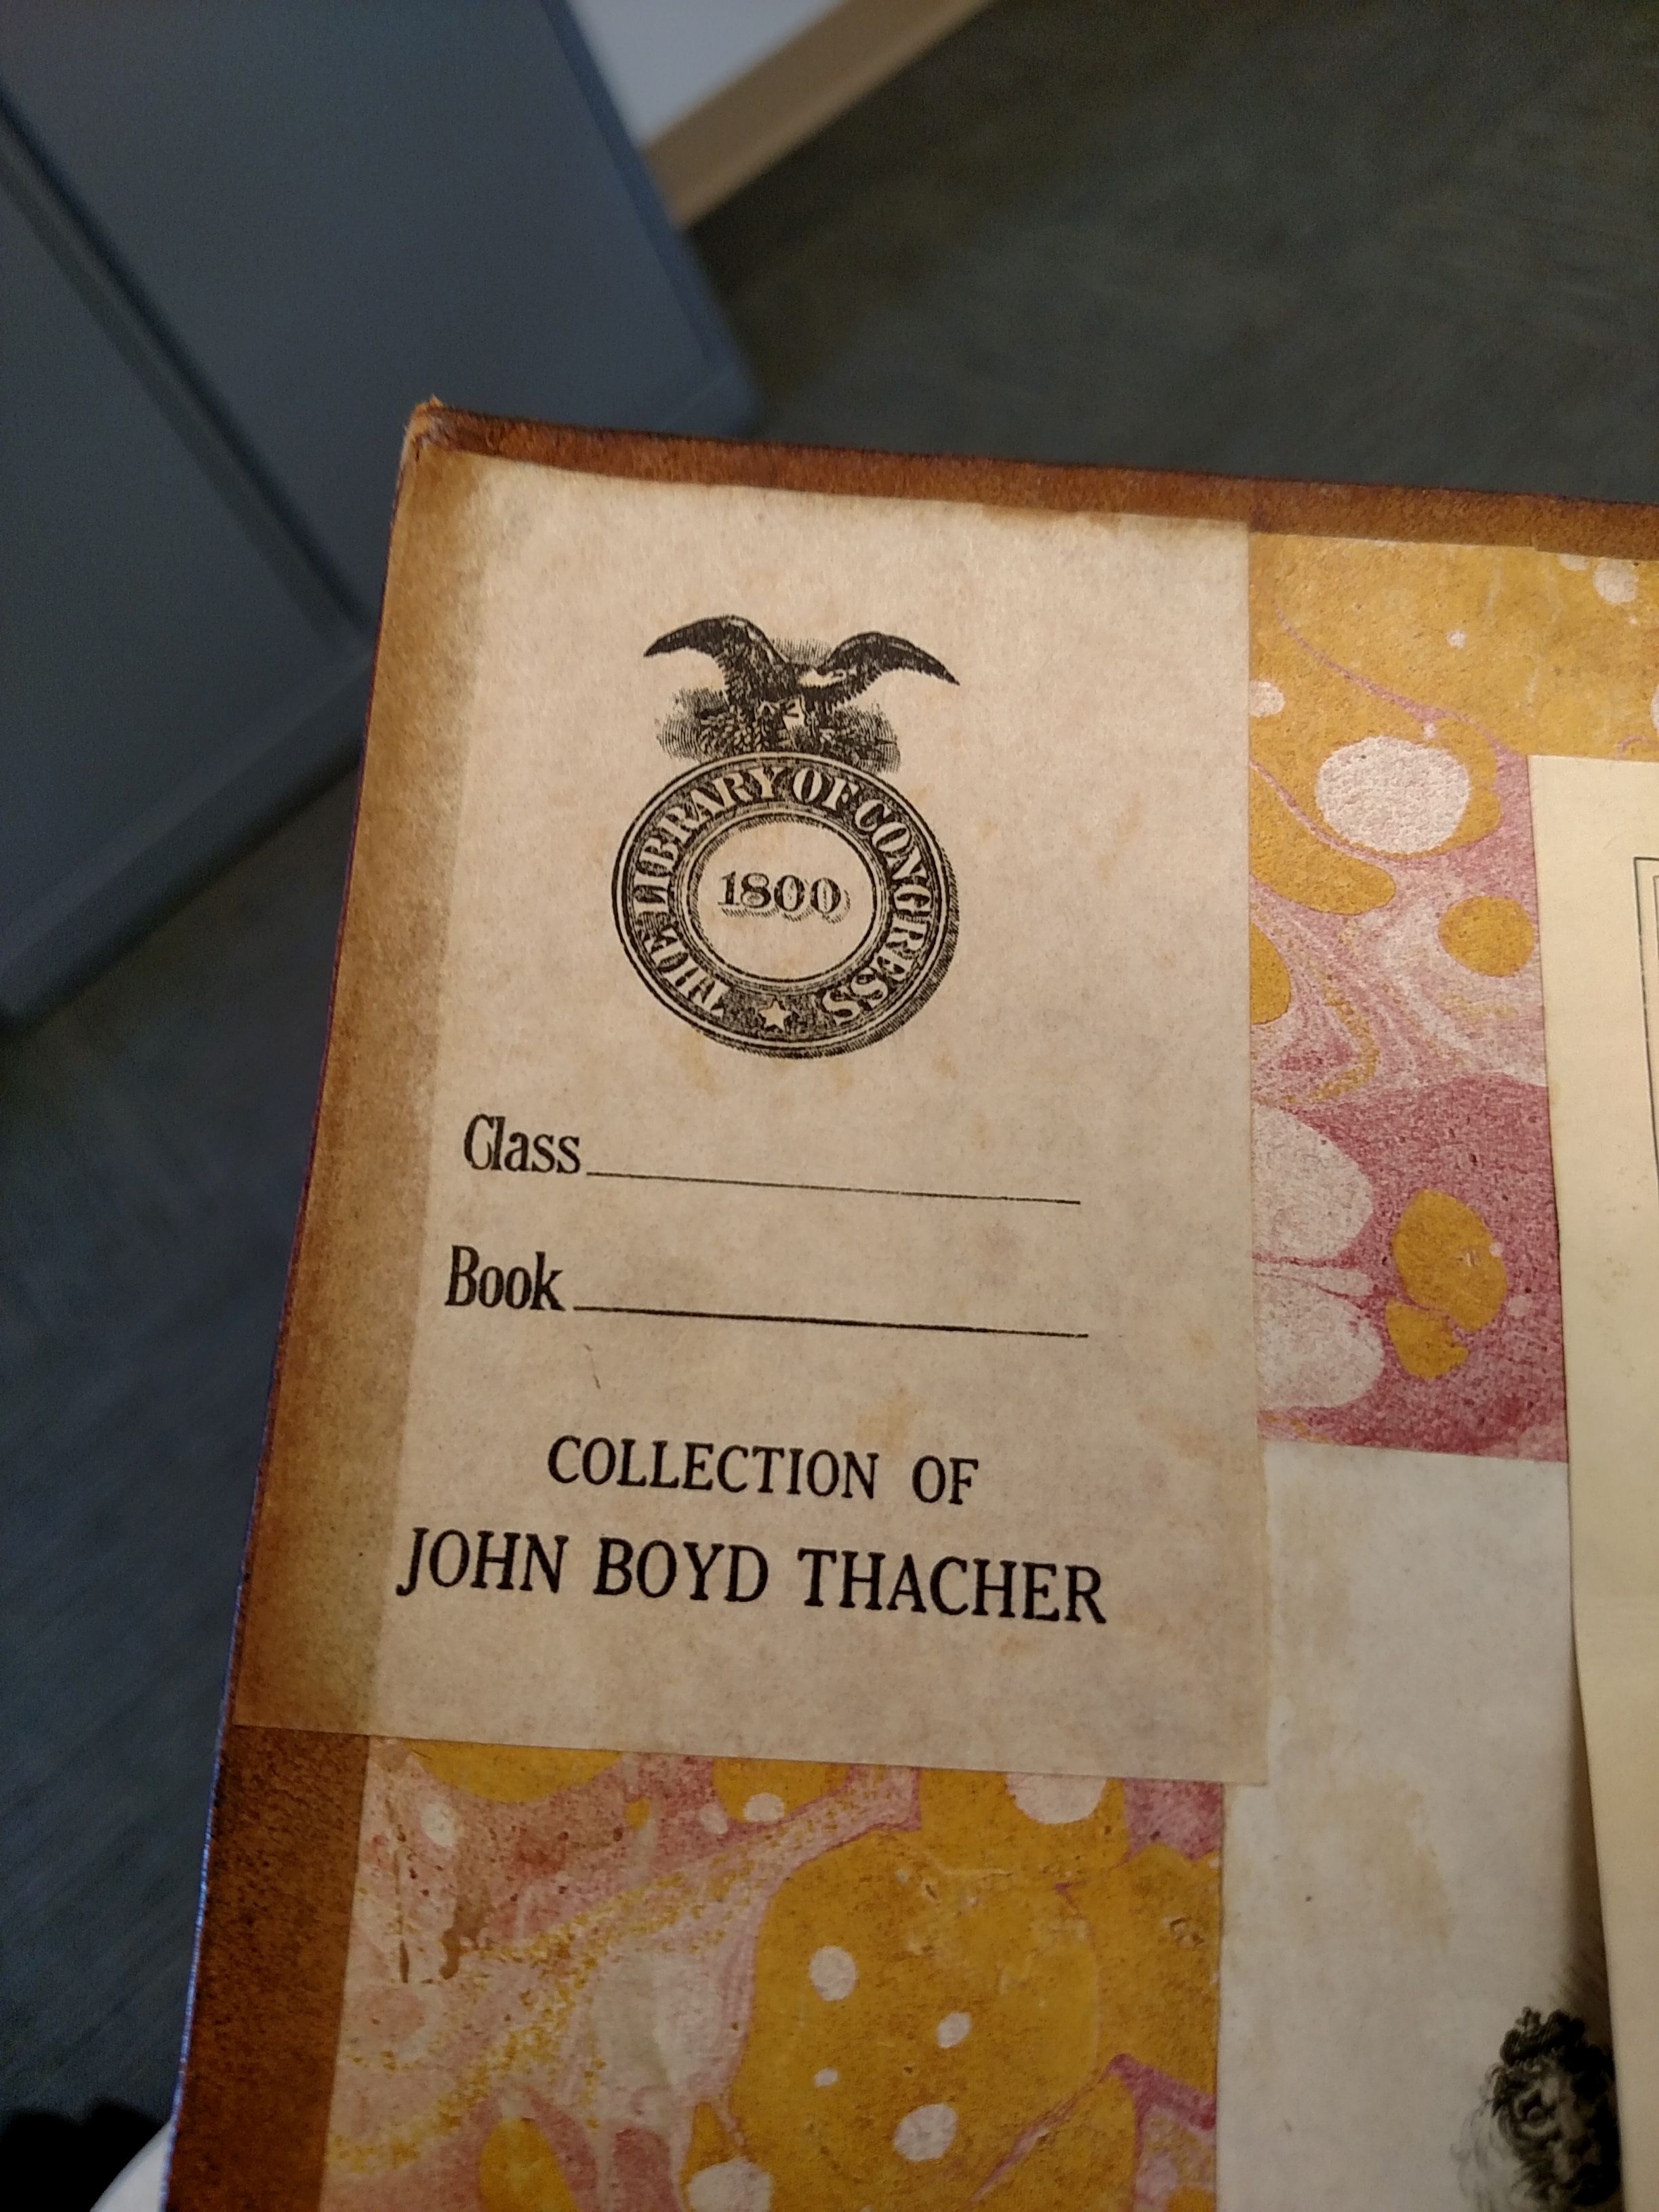 THE LIBRARY OF CONGRESS
1800
Class
Book
COLLECTION OF
JOHN BOYD THACHER